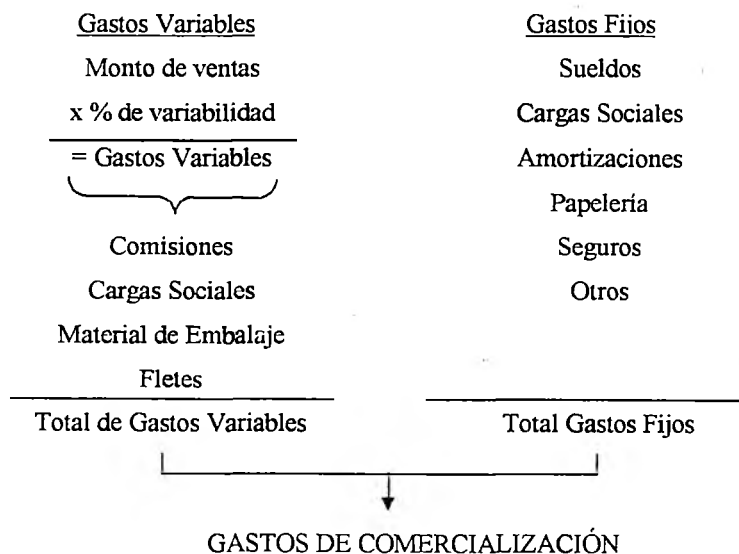 Gastos Variables
Monto de ventas
x % de variabilidad
= Gastos Variables
Comisiones
Cargas Sociales
Material de Embalaje
Fletes
Total de Gastos Variables
Gastos Fijos
Sueldos
Cargas Sociales
Amortizaciones
Papelería
Seguros
Otros
Total Gastos Fijos
GASTOS DE COMERCIALIZACIÓN